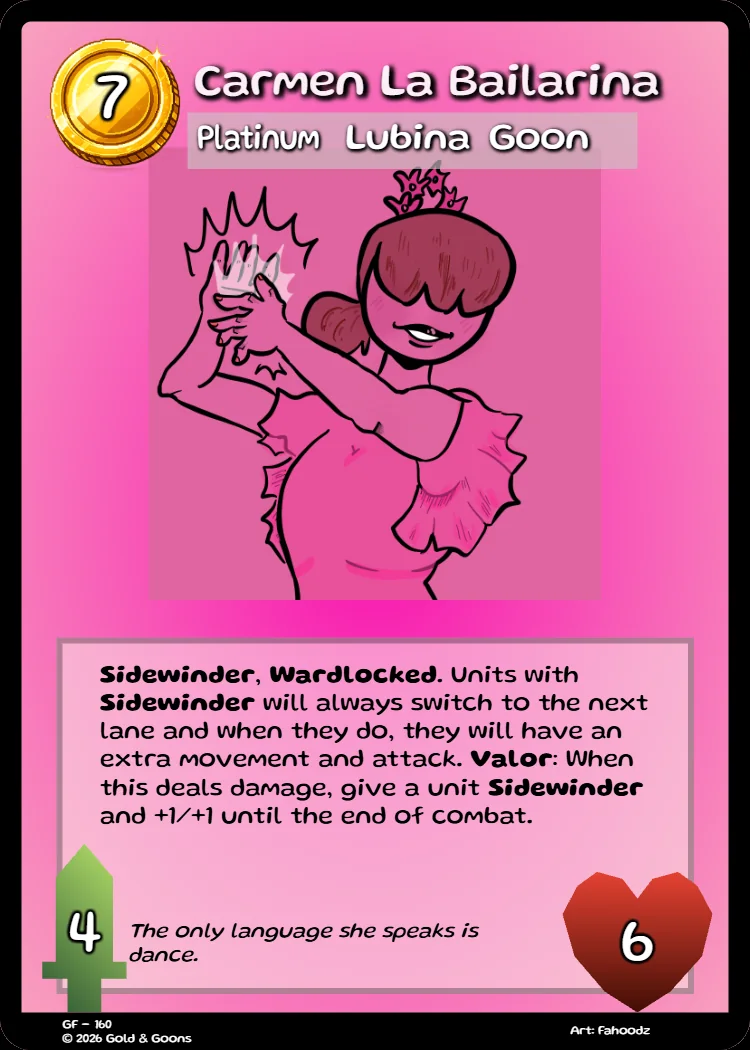 7
Carmen La Bailarina
Platinum Lubina Goon
Sidewinder, Wardlocked. Units with
Sidewinder will always switch to the next
lane and when they do, they will have an
extra movement and attack. Valor: When
this deals damage, give a unit Sidewinder
and +1/+1 until the end of combat.
4
The only language she speaks is
dance.
6
GF - 160
© 2026 Gold & Goons
Art: Fahoodz